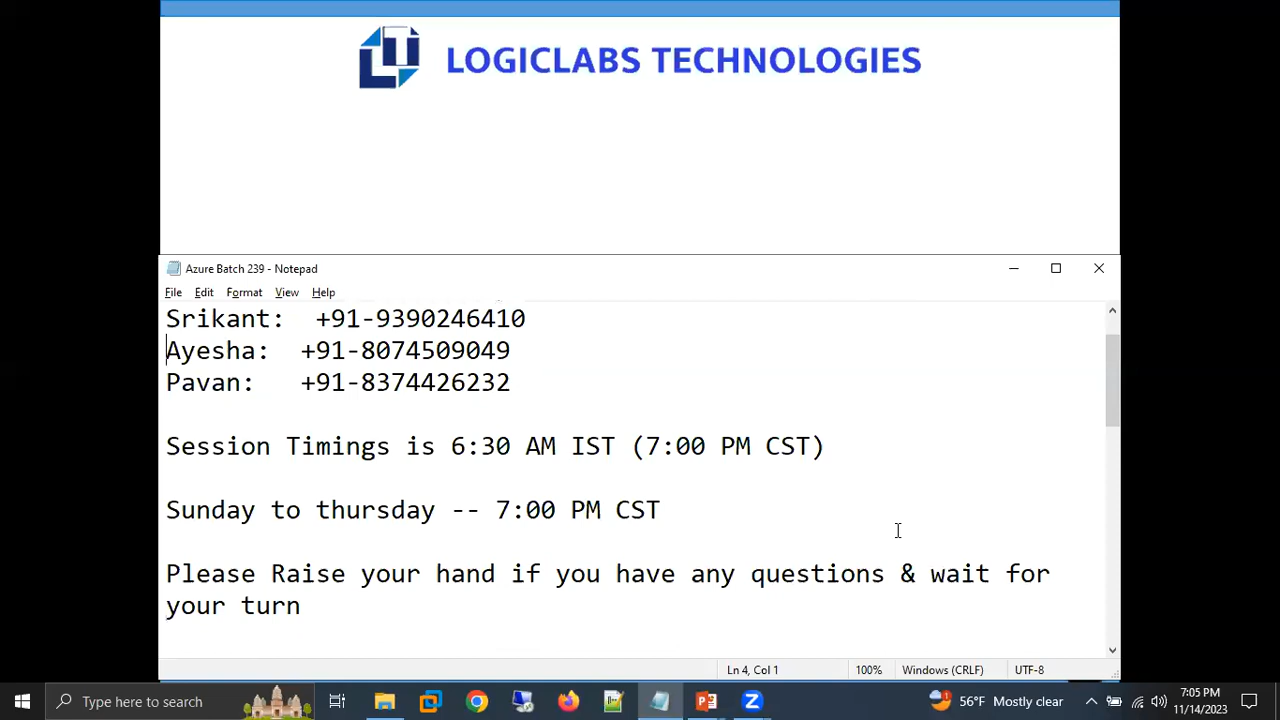 LOGICLABS TECHNOLOGIES
Azure Batch 239 - Notepad
File Edit Format View Help
Srikant: +91-9390246410
Ayesha: +91-8074509049
Pavan: +91-8374426232
Session Timings is 6:30 AM IST (7:00 PM CST)
Sunday to thursday -- 7:00 PM CST
Please Raise your hand if you have any questions & wait for
your turn
Ln 4, Col 1 100% Windows (CRLF) UTF-8
Type here to search
56°F Mostly clear
7:05 PM
11/14/2023